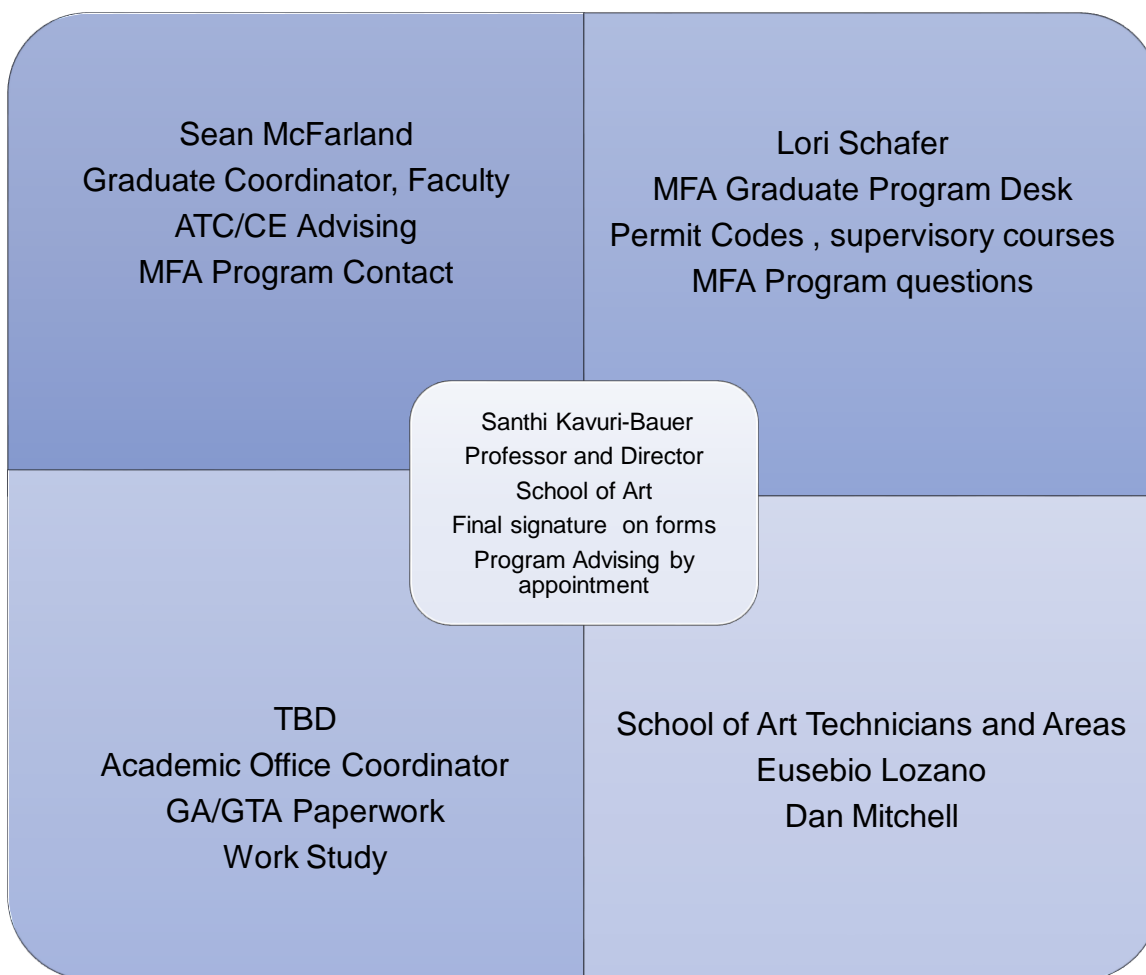 Sean McFarland
Graduate Coordinator, Faculty
ATC/CE Advising
MFA Program Contact
Lori Schafer
MFA Graduate Program Desk
Permit Codes , supervisory courses
MFA Program questions
Santhi Kavuri-Bauer
Professor and Director
School of Art
Final signature on forms
Program Advising by
appointment
TBD
Academic Office Coordinator
GA/GTA Paperwork
Work Study
School of Art Technicians and Areas
Eusebio Lozano
Dan Mitchell